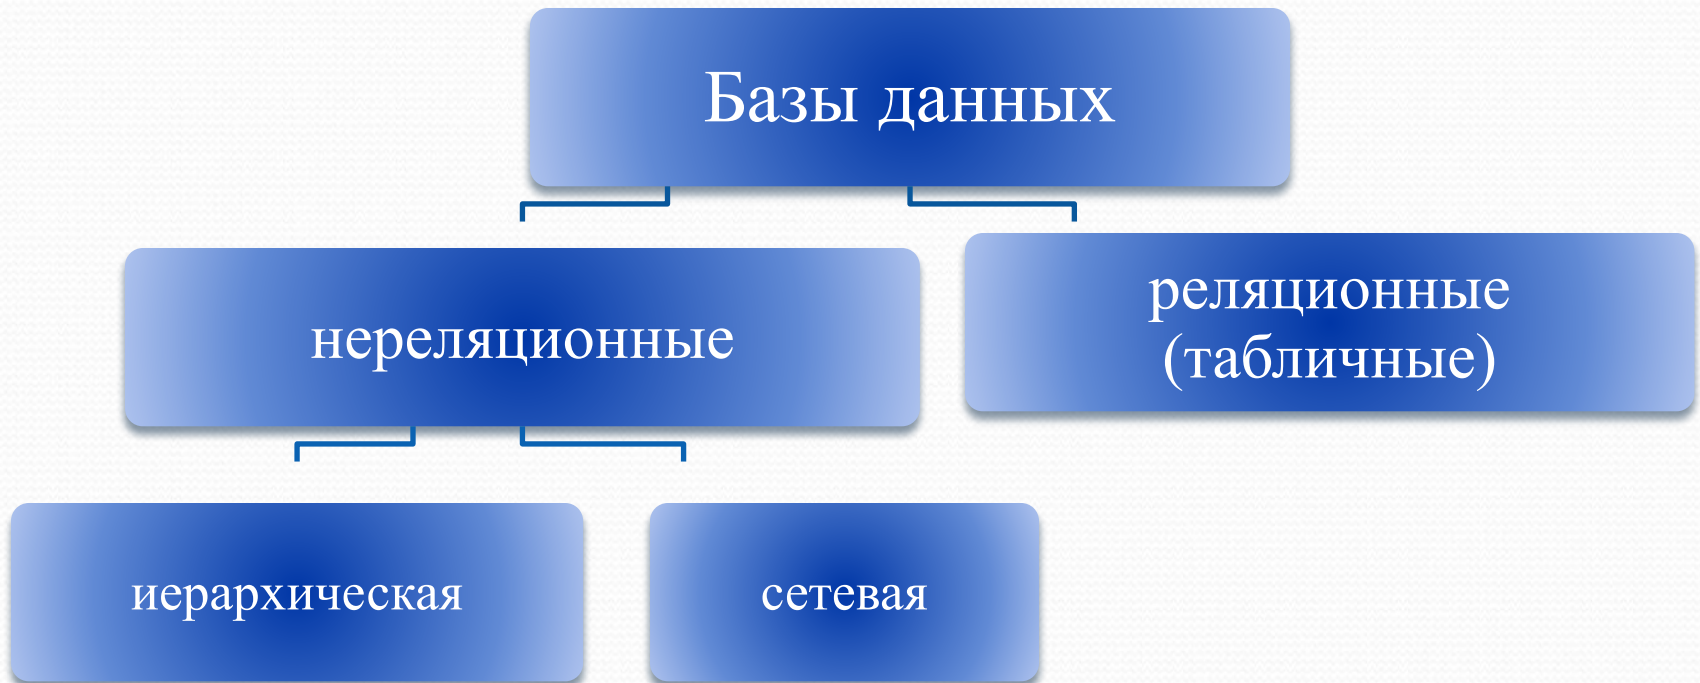 Базы данных
нереляционные
реляционные
(табличные)
иерархическая
сетевая